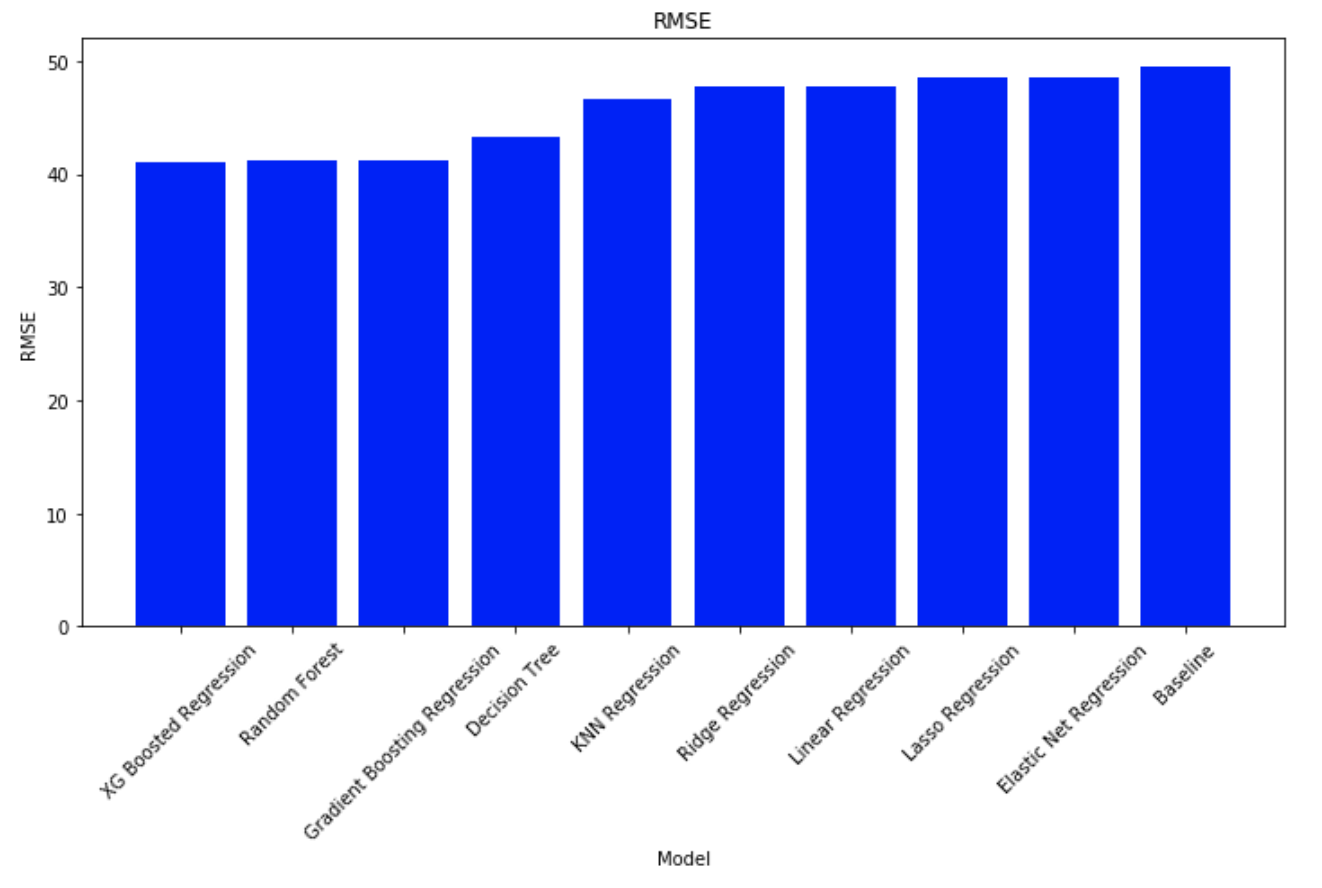 RMSE
50
40
30
20
10
0
RMSE
XG Boosted Regression
Random Forest
Gradient Boosting Regression
Decision Tree
KNN Regression
Ridge Regression
Linear Regression
Lasso Regression
Elastic Net Regression
Baseline
Model